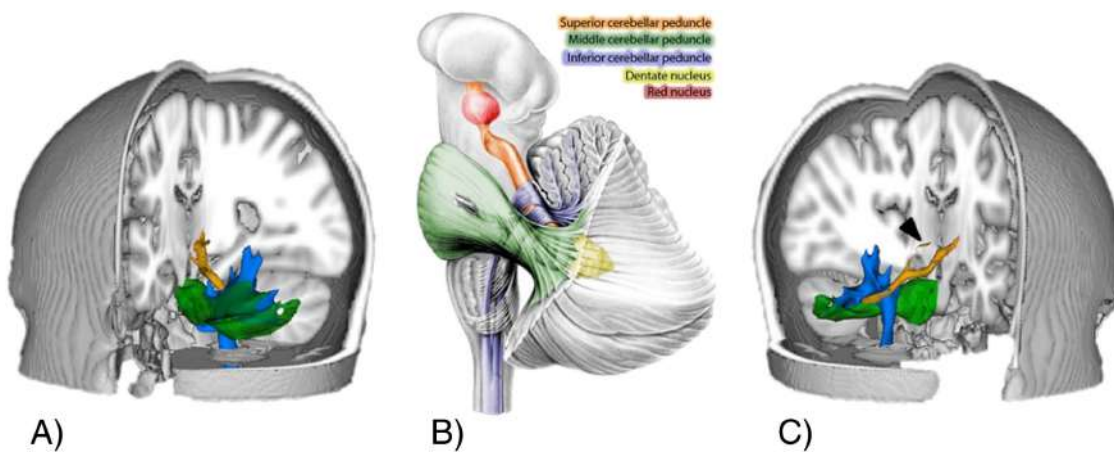 Superior cerebellar peduncle
Middle cerebellar peduncle
Inferior cerebellar peduncle
Dentate nucleus
Red nucleus
A)
B)
C)